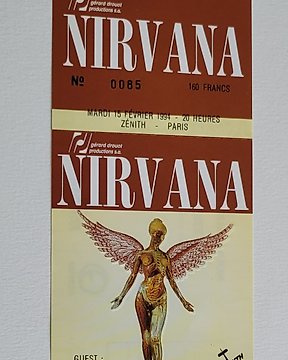 gérard drouot
productions s.a.
NIRVANA
No 0065 160 FRANCS
MARDI 15 FÉVRIER 1994 - 20 HEURES
ZÉNITH - PARIS
gérard drouot
productions s.a.
NIRVANA
GUEST :